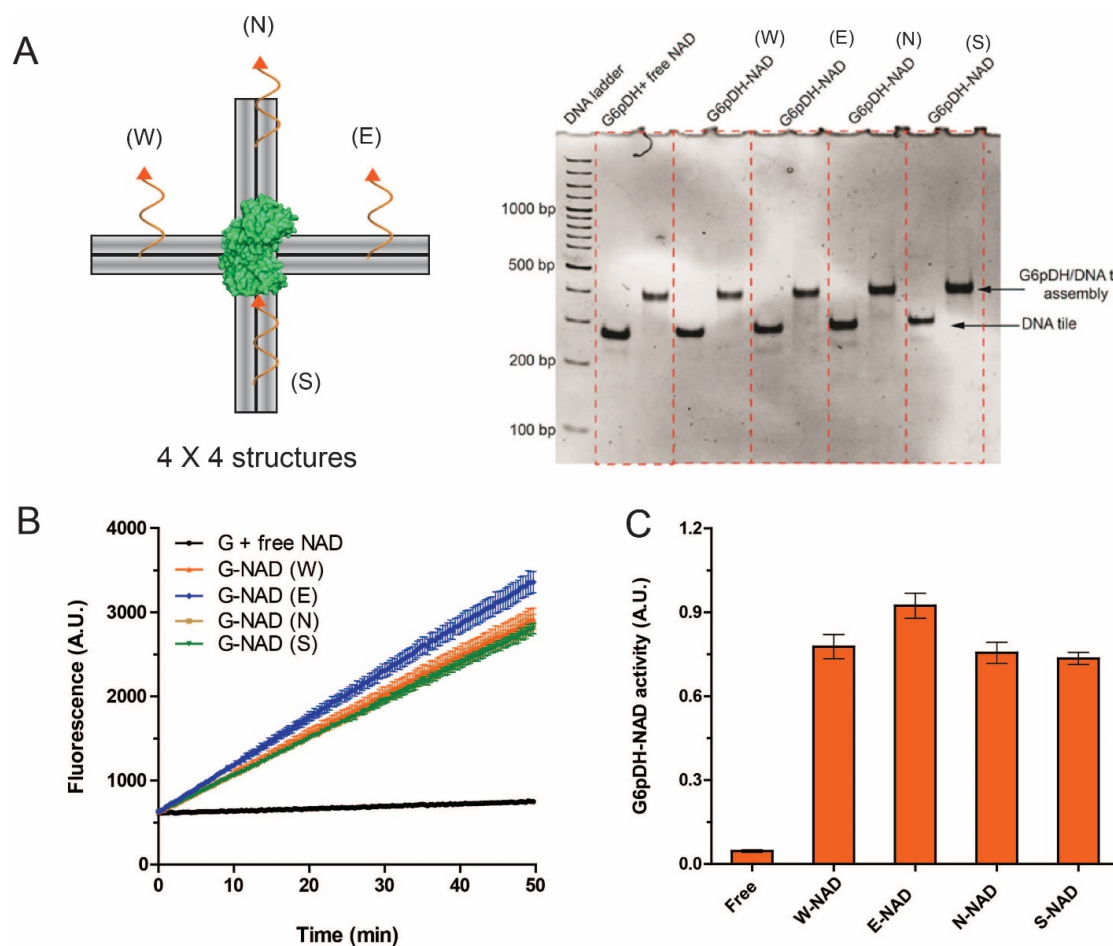 A
(N)
(W)
(E)
(S)
4 X 4 structures
DNA ladder
G6pDH+ free NAD
G6pDH-NAD
(W)
G6pDH-NAD
(E)
G6pDH-NAD
(N)
G6pDH-NAD
(S)
1000 bp
500 bp
200 bp
100 bp
G6pDH/DNA t
assembly
DNA tile
B
Fluorescence (A.U.)
4000
3000
2000
1000
0
G + free NAD
G-NAD (W)
G-NAD (E)
G-NAD (N)
G-NAD (S)
0 10 20 30 40 50
Time (min)
C
G6pDH-NAD activity (A.U.)
1.2
0.9
0.6
0.3
0.0
Free W-NAD E-NAD N-NAD S-NAD